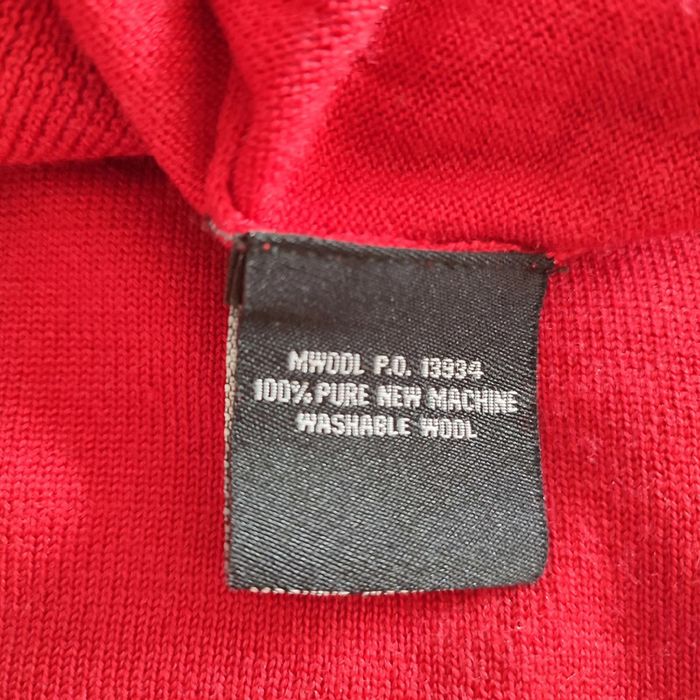 MWOOL P.O. 13934
100% PURE NEW MACHINE
WASHABLE WOOL